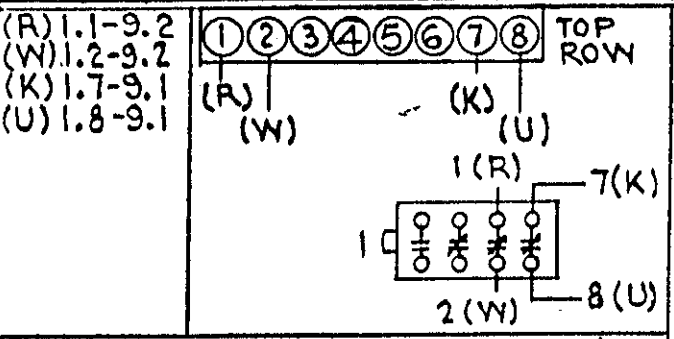 (R) 1.1-9.2
(W) 1.2-9.2
(K) 1.7-9.1
(U) 1.8-9.1
1 2 3 4 5 6 7 8 TOP ROW
(R) (W) (K) (U)
1(R)
7(K)
1
2(W)
8(U)